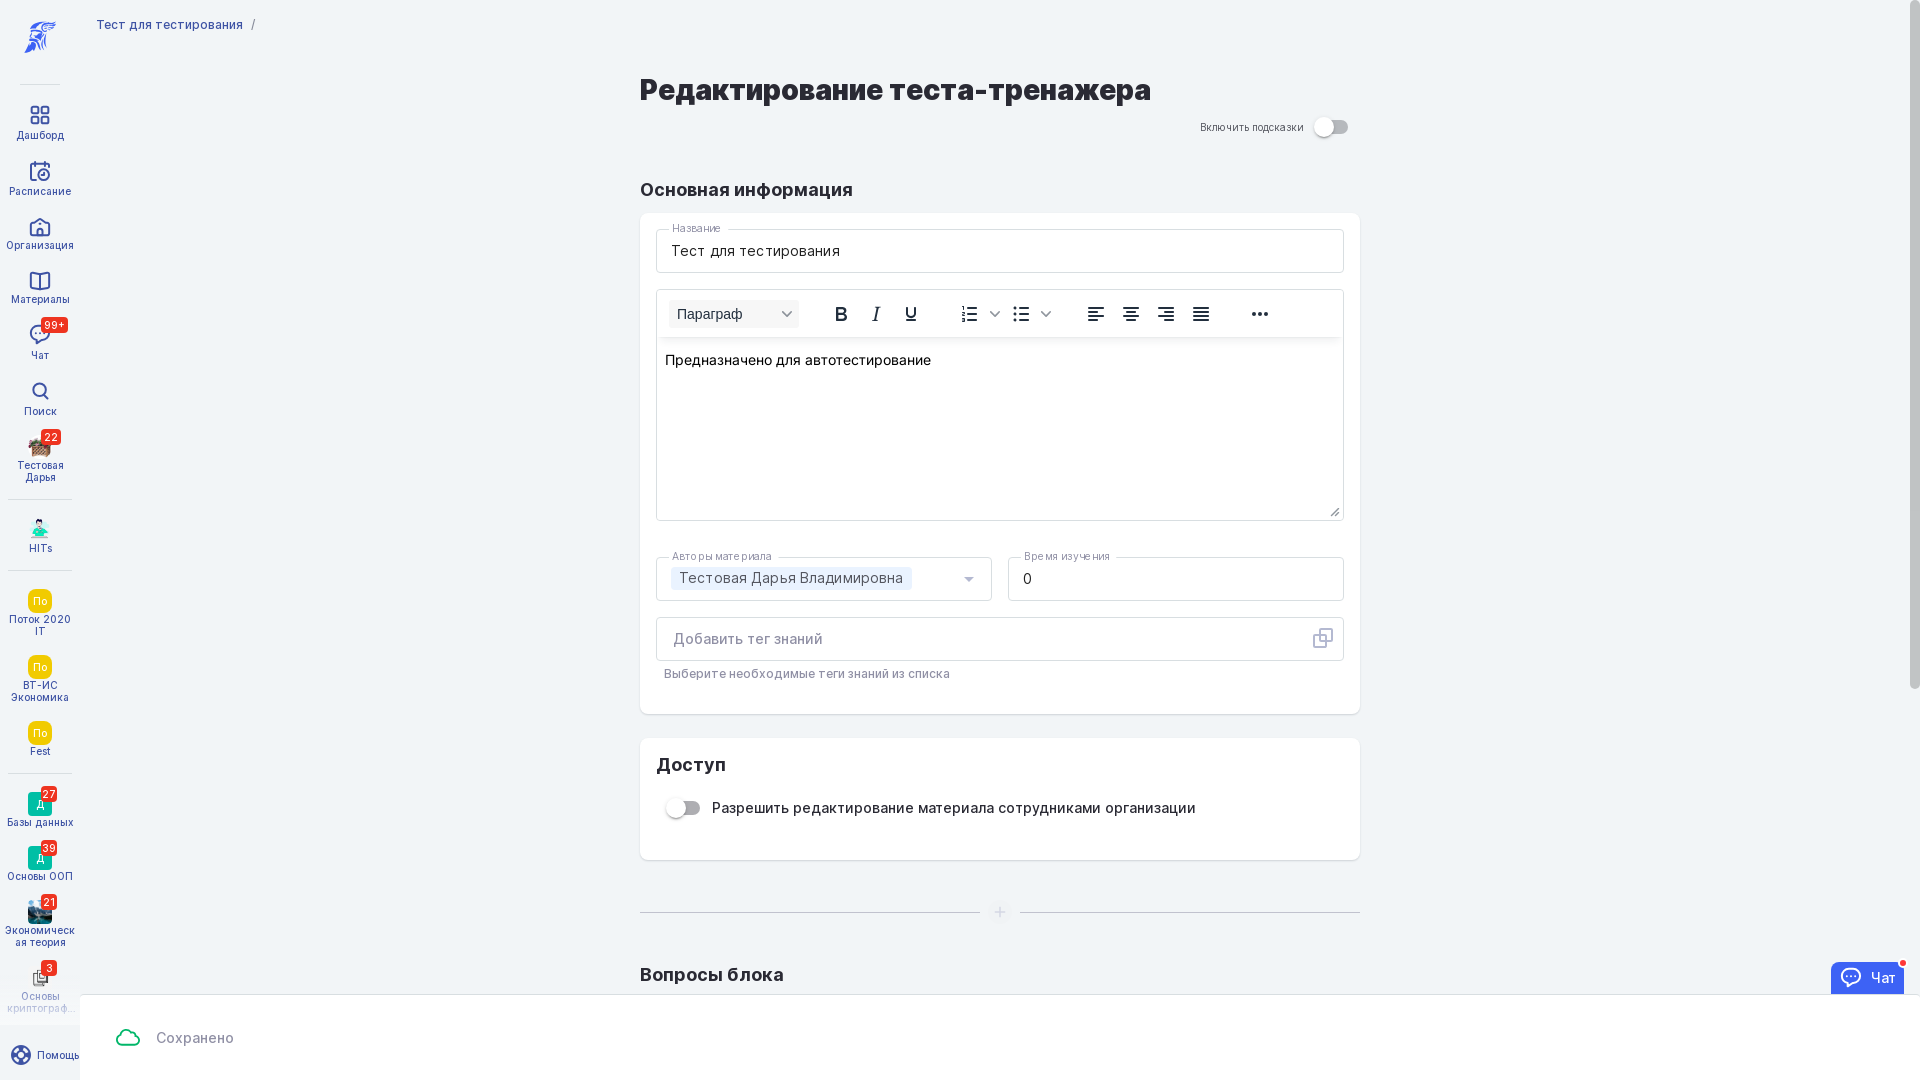 Тест для тестирования /
Дашборд
Расписание
Организация
Материалы
99+
Чат
Поиск
22
Тестовая
Дарья
HITs
По
Поток 2020
IT
По
ВТ-ИС
Экономика
По
Fest
27
Д
Базы данных
39
Д
Основы ООП
21
Экономическ
ая теория
3
Основы
криптограф...
Помощь
Редактирование теста-тренажера
Включить подсказки
Основная информация
Название
Тест для тестирования
Параграф
Предназначено для автотестирование
Авторы материала
Тестовая Дарья Владимировна
Время изучения
0
Добавить тег знаний
Выберите необходимые теги знаний из списка
Доступ
Разрешить редактирование материала сотрудниками организации
Вопросы блока
Чат
Сохранено